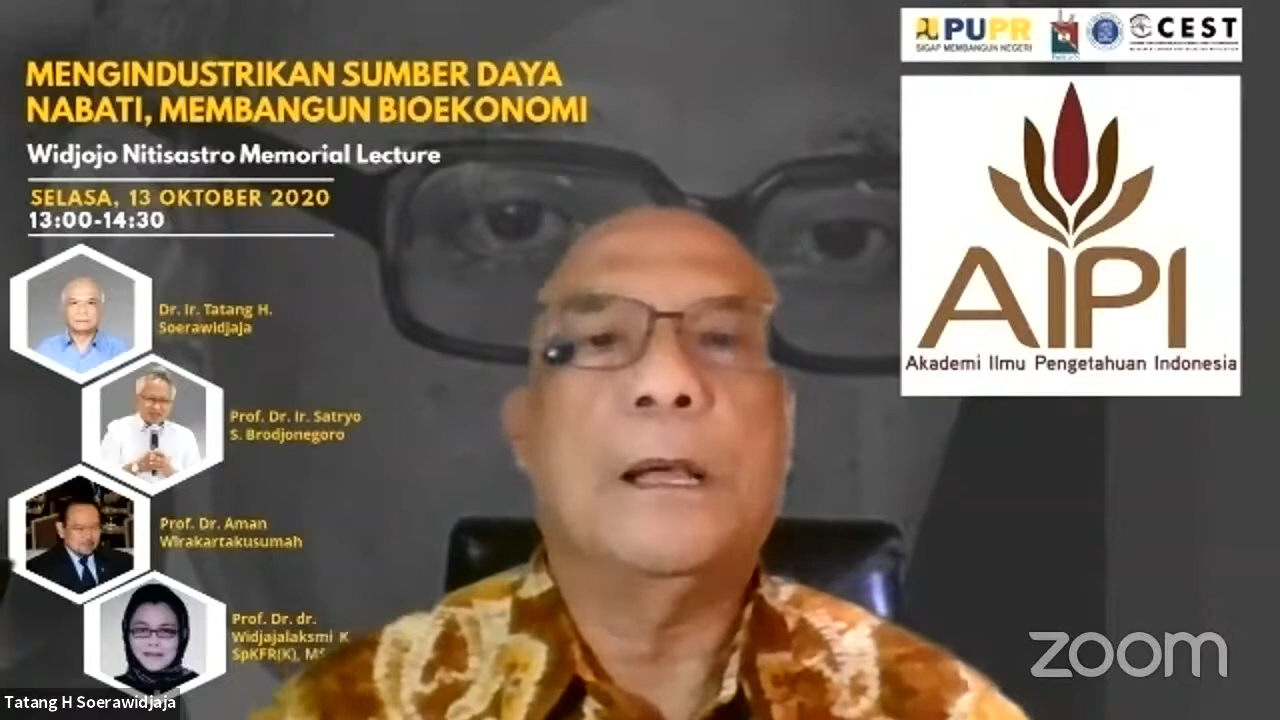 MENGINDUSTRIKAN SUMBER DAYA
NABATI, MEMBANGUN BIOEKONOMI
Widjojo Nitisastro Memorial Lecture
SELASA, 13 OKTOBER 2020
13:00-14:30
Dr. Ir. Tatang H.
Soerawidjaja
Prof. Dr. Ir. Satryo
S. Brodjonegoro
Prof. Dr. Aman
Wirakartakusumah
Prof. Dr. dr.
Widjajalaksmi K
SpKFR(K), MS
Tatang H Soerawidjaja
PUPR
SIGAP MEMBANGUN NEGERI
CEST
AIPI
Akademi Ilmu Pengetahuan Indonesia
zoom